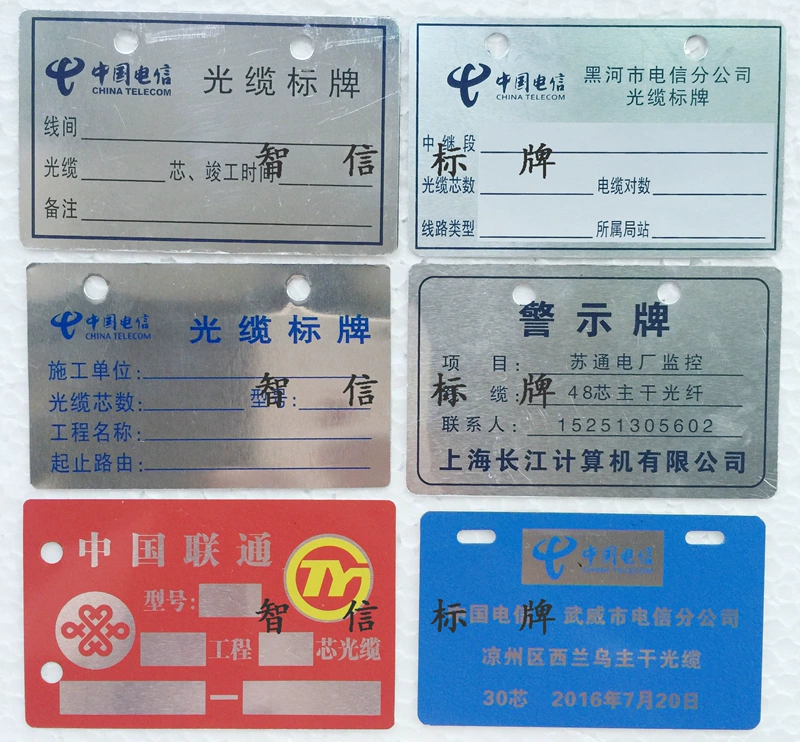 中国电信
CHINA TELECOM
光缆标牌
线间
光缆 芯、竣工时间
备注
中国电信
CHINA TELECOM
黑河市电信分公司
光缆标牌
中继段
光缆芯数 电缆对数
线路类型 所属局站
智信标牌
中国电信
CHINA TELECOM
光缆标牌
施工单位:
光缆芯数: 型号:
工程名称:
起止路由:
警示牌
项目: 苏通电厂监控
缆: 48芯主干光纤
联系人: 15251305602
上海长江计算机有限公司
智信标牌
中国联通
TY
型号:
工程 芯光缆
中国电信
国电信 武威市电信分公司
凉州区西兰乌主干光缆
30芯 2016年7月20日
智信标牌